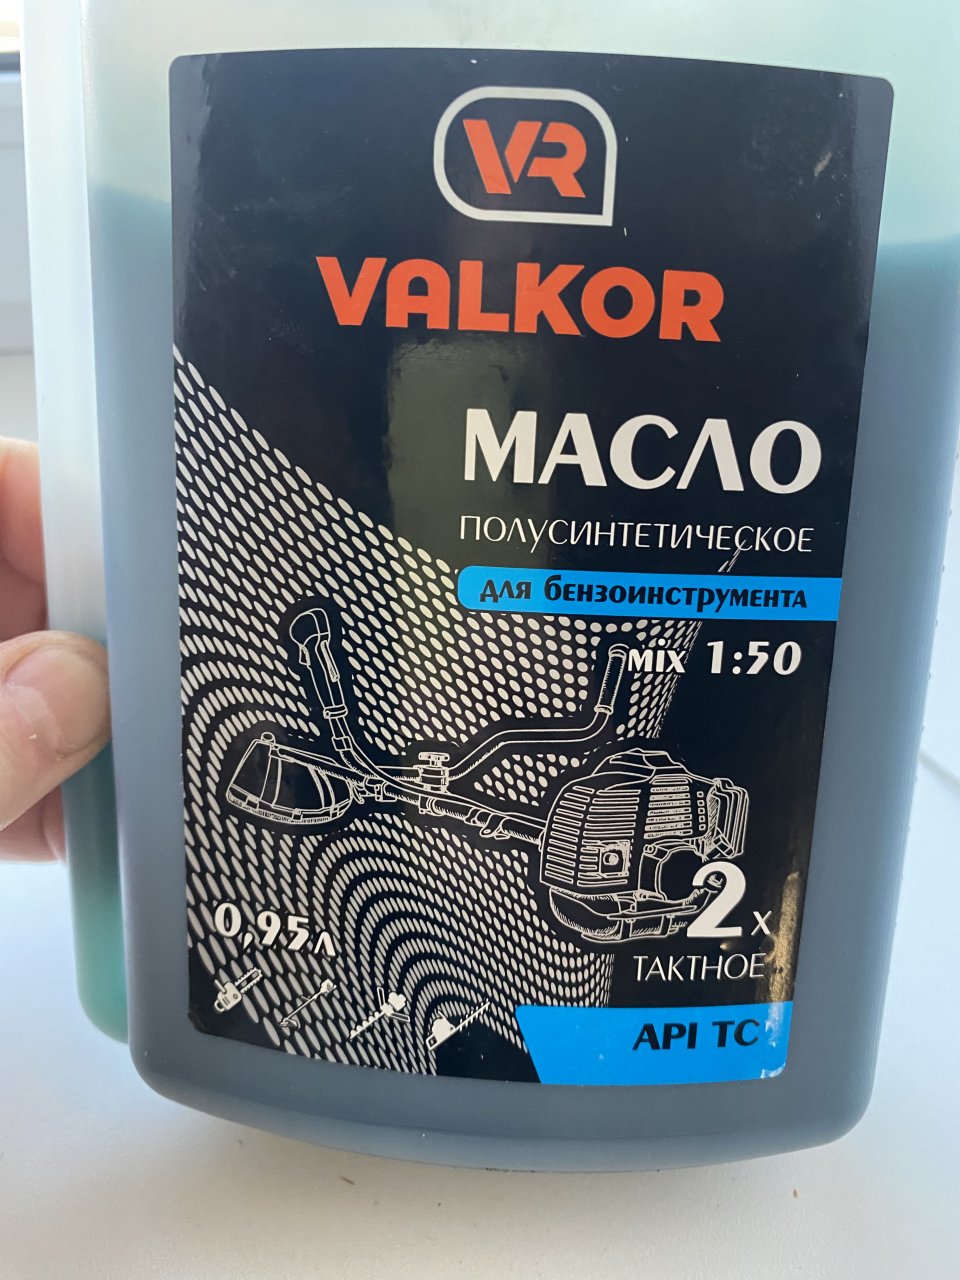 VR
VALKOR
МАСЛО
ПОЛУСИНТЕТИЧЕСКОЕ
для бензоинструмента
mix 1:50
0,95л
2х
ТАКТНОЕ
API TC